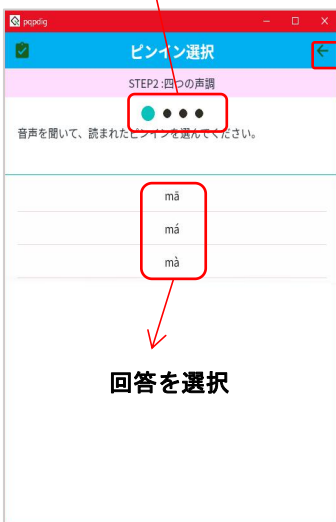 pqpdig
ピンイン選択
STEP2 :四つの声調
音声を聞いて、読まれたピンインを選んでください。
mā
má
mà
回答を選択